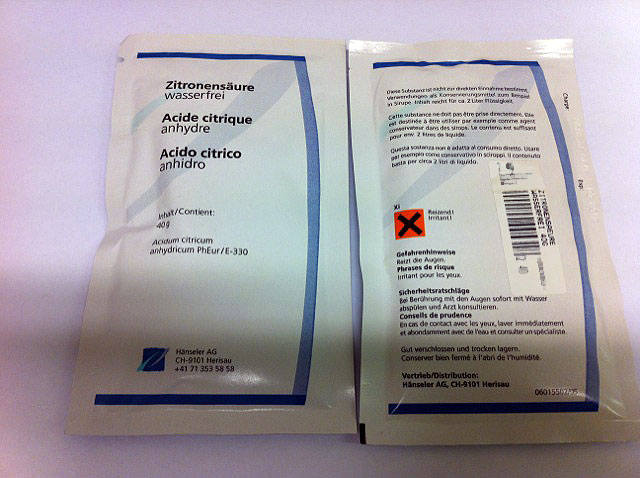 Zitronensäure
wasserfrei
Acide citrique
anhydre
Acido citrico
anhidro
Inhalt/Content:
40 g
Acidum citricum
anhydricum PhEur/E-330
Hänseler AG
CH-9101 Herisau
+41 71 353 58 58
Diese Substanz ist nicht zur direkten Einnahme bestimmt.
Verwendungen als Konservierungsmittel zum Beispiel
in Sirupe. Inhalt reicht für ca. 2 Liter Flüssigkeit.
Cette substance ne doit pas être prise directement. Elle
est destinée à être utiliser par exemple comme agent
conservateur dans des sirops. Le contenu est suffisant
pour env. 2 litres de liquide.
Questa sostanza non è adatta al consumo diretto. Usare
per esempio come conservativo in sciroppi. Il contenuto
basta per circa 2 litri di liquido.
Xi
Reizend!
Irritant!
Gefahrenhinweise
Reizt die Augen.
Phrases de risque
Irritant pour les yeux.
Sicherheitsratschläge
Bei Berührung mit den Augen sofort mit Wasser
abspülen und Arzt konsultieren.
Conseils de prudence
En cas de contact avec les yeux, laver immédiatement
et abondamment avec de l'eau et consulter un spécialiste.
Gut verschlossen und trocken lagern.
Conserver bien fermé à l'abri de l'humidité.
Vertrieb/Distribution:
Hänseler AG, CH-9101 Herisau
Charge
Exp.
ZITRONENSAEURE
WASSERFREI 40G